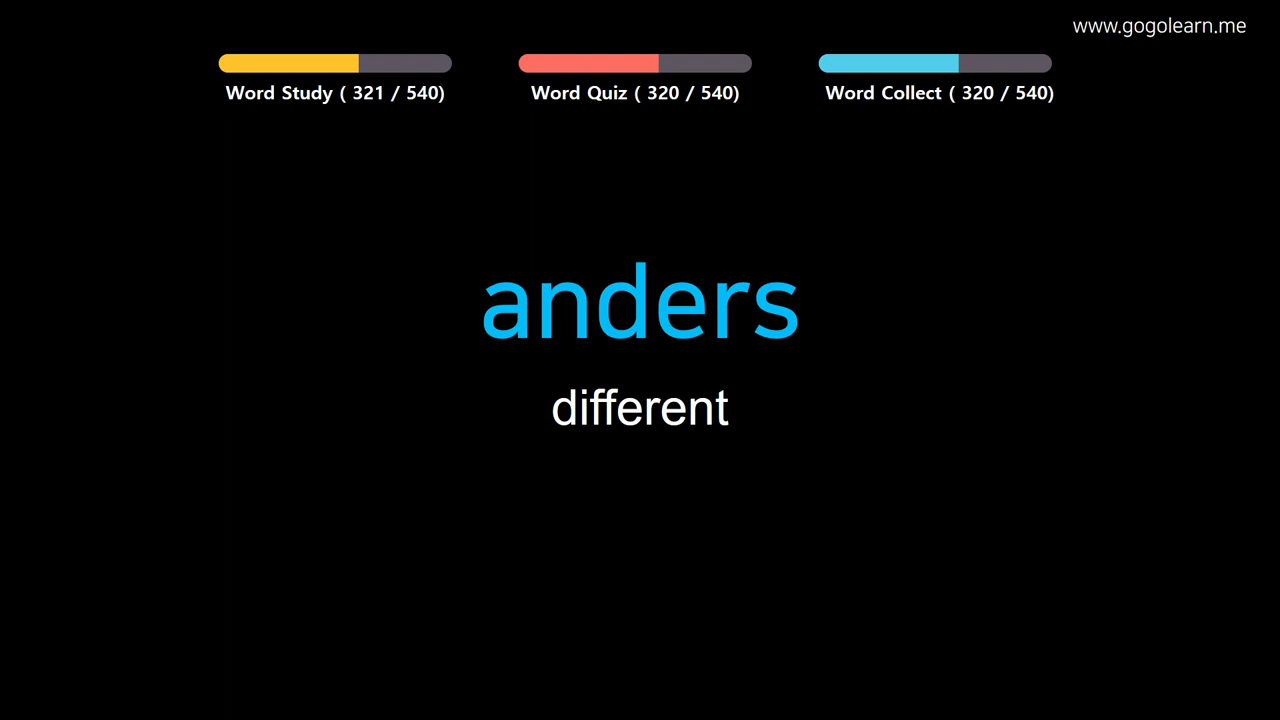 www.gogolearn.me
Word Study ( 321 / 540)
Word Quiz ( 320 / 540)
Word Collect ( 320 / 540)
anders
different